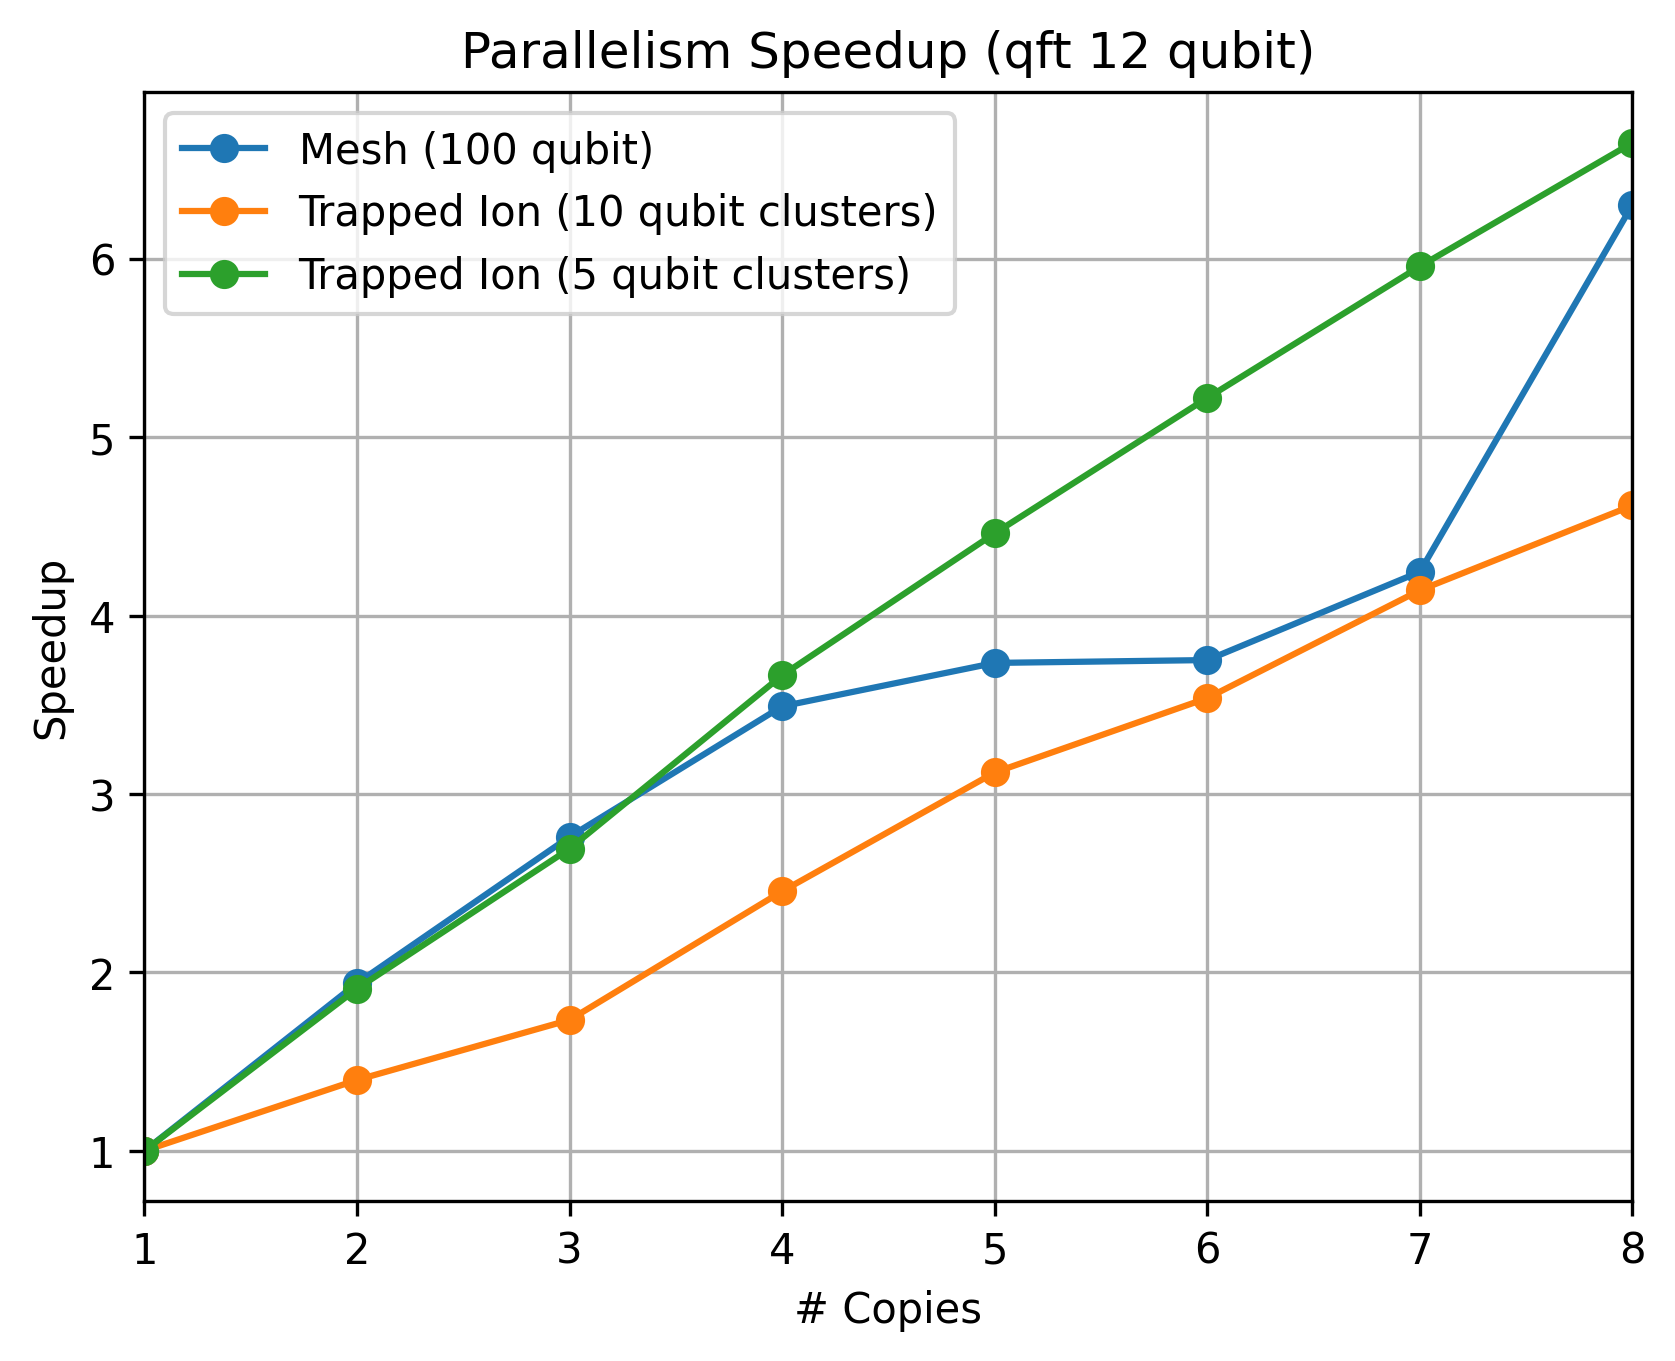 Parallelism Speedup (qft 12 qubit)
Mesh (100 qubit)
Trapped Ion (10 qubit clusters)
Trapped Ion (5 qubit clusters)
Speedup
6
5
4
3
2
1
1 2 3 4 5 6 7 8
# Copies